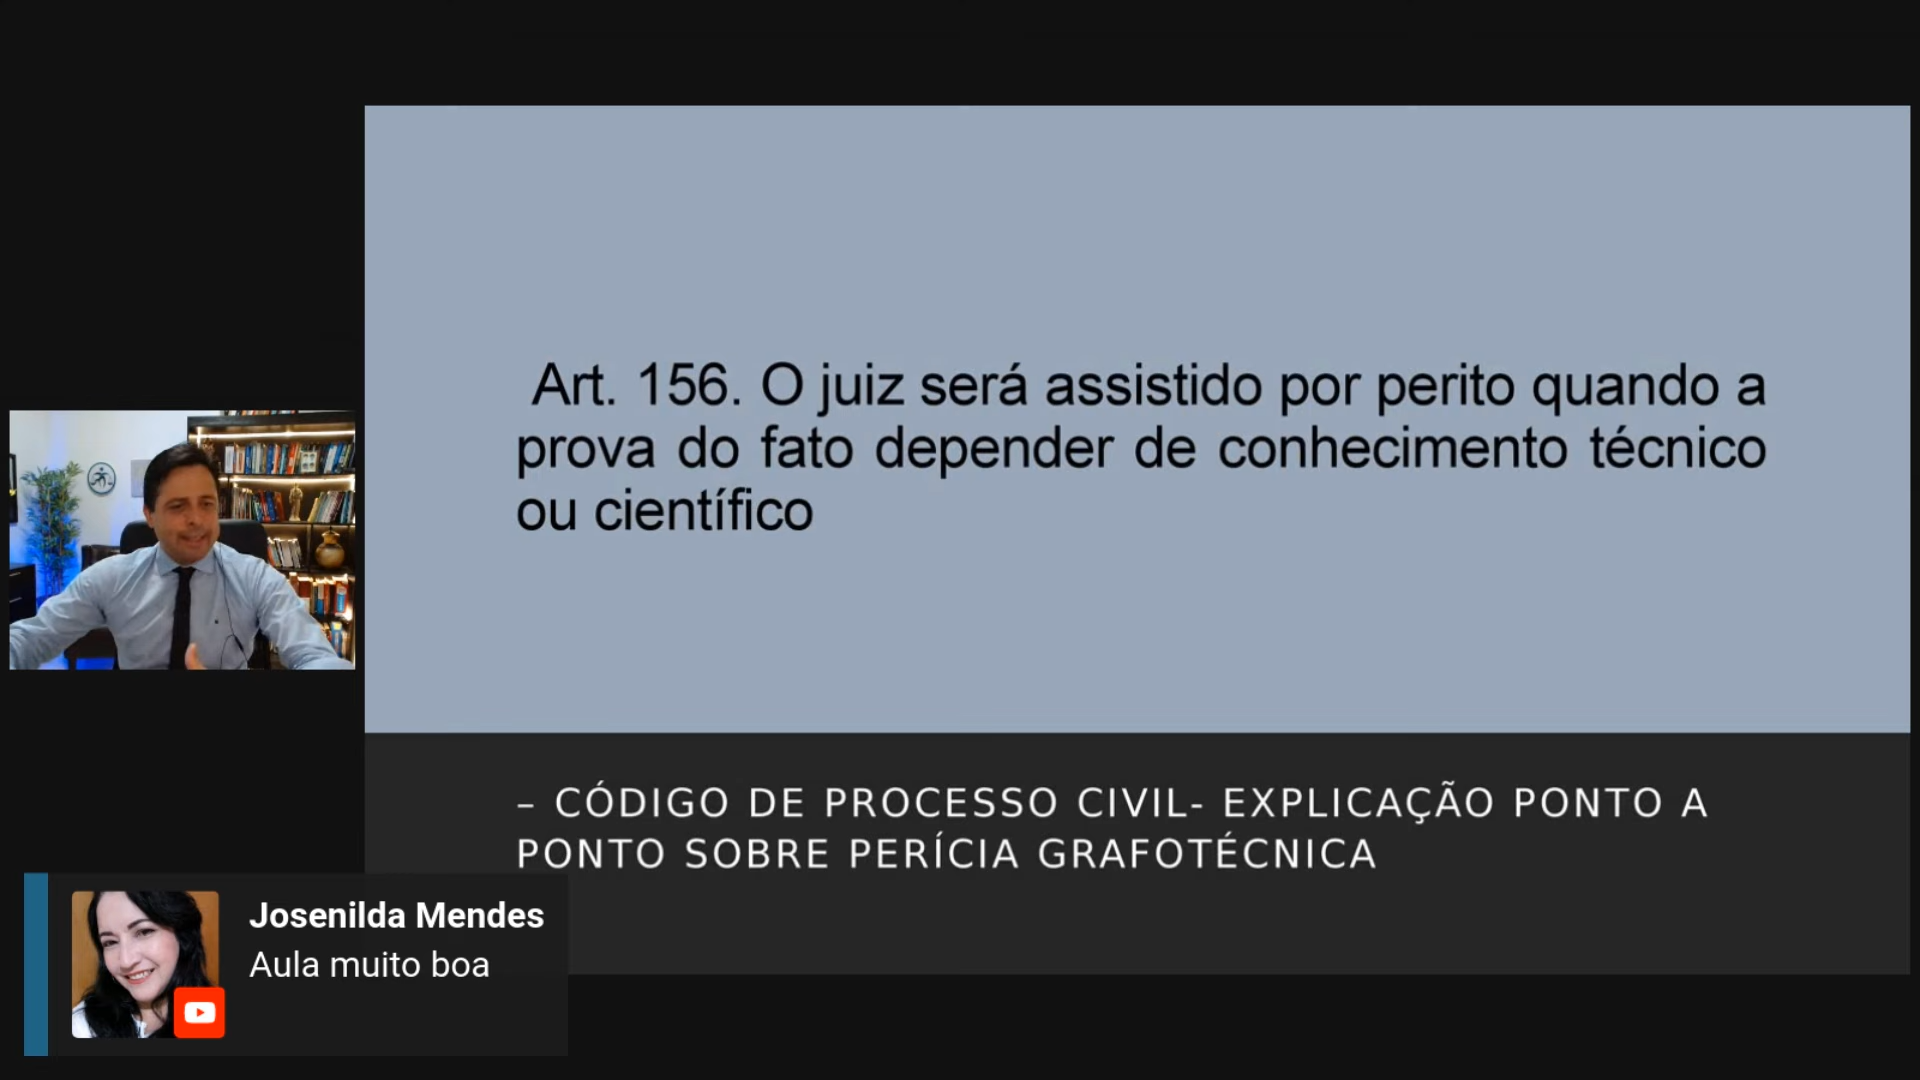 Art. 156. O juiz será assistido por perito quando a
prova do fato depender de conhecimento técnico
ou científico
– CÓDIGO DE PROCESSO CIVIL- EXPLICAÇÃO PONTO A
PONTO SOBRE PERÍCIA GRAFOTÉCNICA
Josenilda Mendes
Aula muito boa